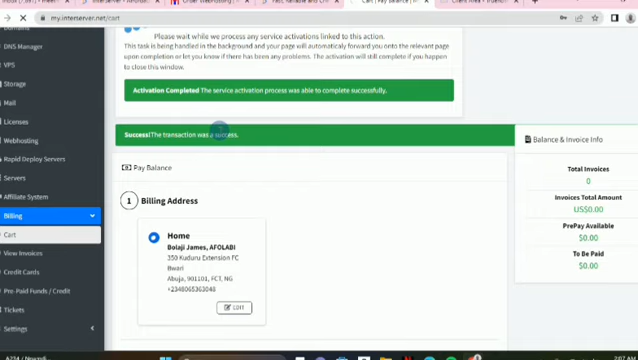 my.interserver.net/cart
Domains
DNS Manager
VPS
Storage
Mail
Licenses
Webhosting
Rapid Deploy Servers
Servers
Affiliate System
Billing
Cart
View Invoices
Credit Cards
Pre-Paid Funds / Credit
Tickets
Settings
Please wait while we process any service activations linked to this action.
This task is being handled in the background and your page will automaticaly forward you onto the relevant page
upon completion or let you know if there has been any problems. The activation will still complete if you happen
to close this window.
Activation Completed The service activation process was able to complete successfully.
Success!The transaction was a success.
Pay Balance
1 Billing Address
Home
Bolaji James, AFOLABI
350 Kuduru Extension FC
Bwari
Abuja, 901101, FCT, NG
EDIT
Balance & Invoice Info
Total Invoices
0
Invoices Total Amount
US$0.00
PrePay Available
$0.00
To Be Paid
$0.00
2:07 AM